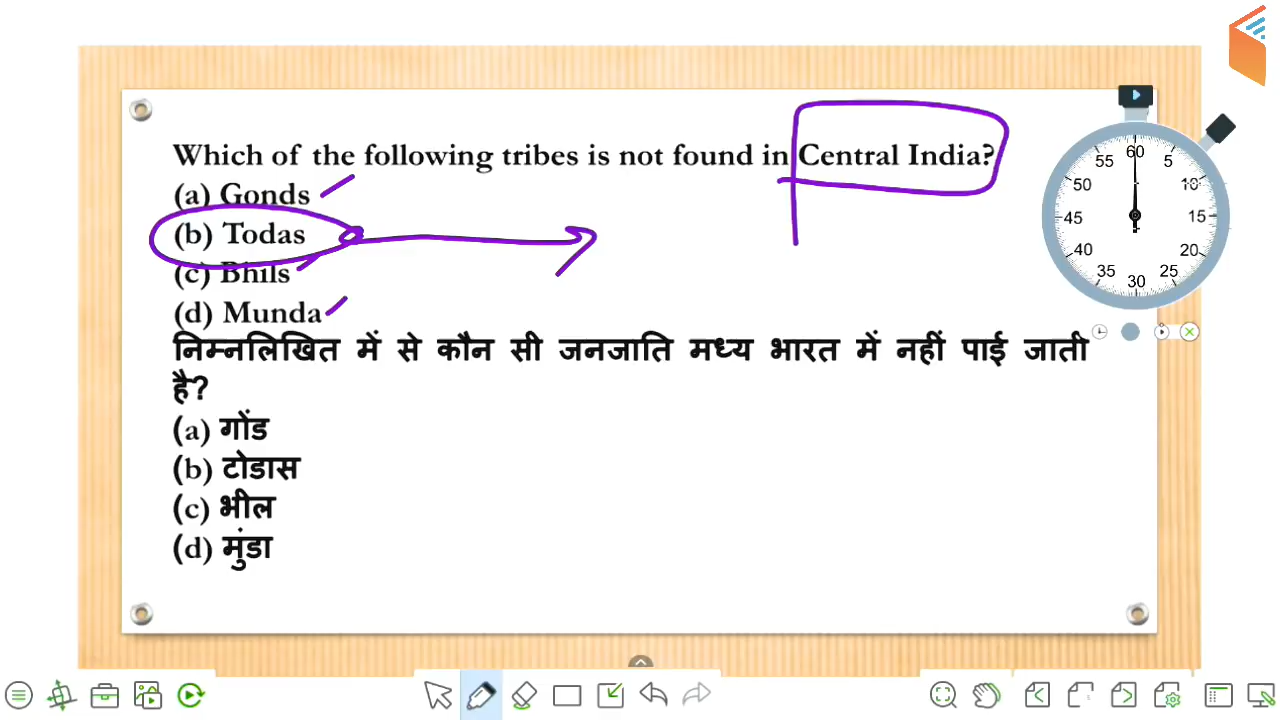 Which of the following tribes is not found in Central India?
(a) Gonds
(b) Todas
(c) Bhils
(d) Munda
निम्नलिखित में से कौन सी जनजाति मध्य भारत में नहीं पाई जाती
है?
(a) गोंड
(b) टोडास
(c) भील
(d) मुंडा
60
55
5
50
10
45
15
40
20
35
25
30